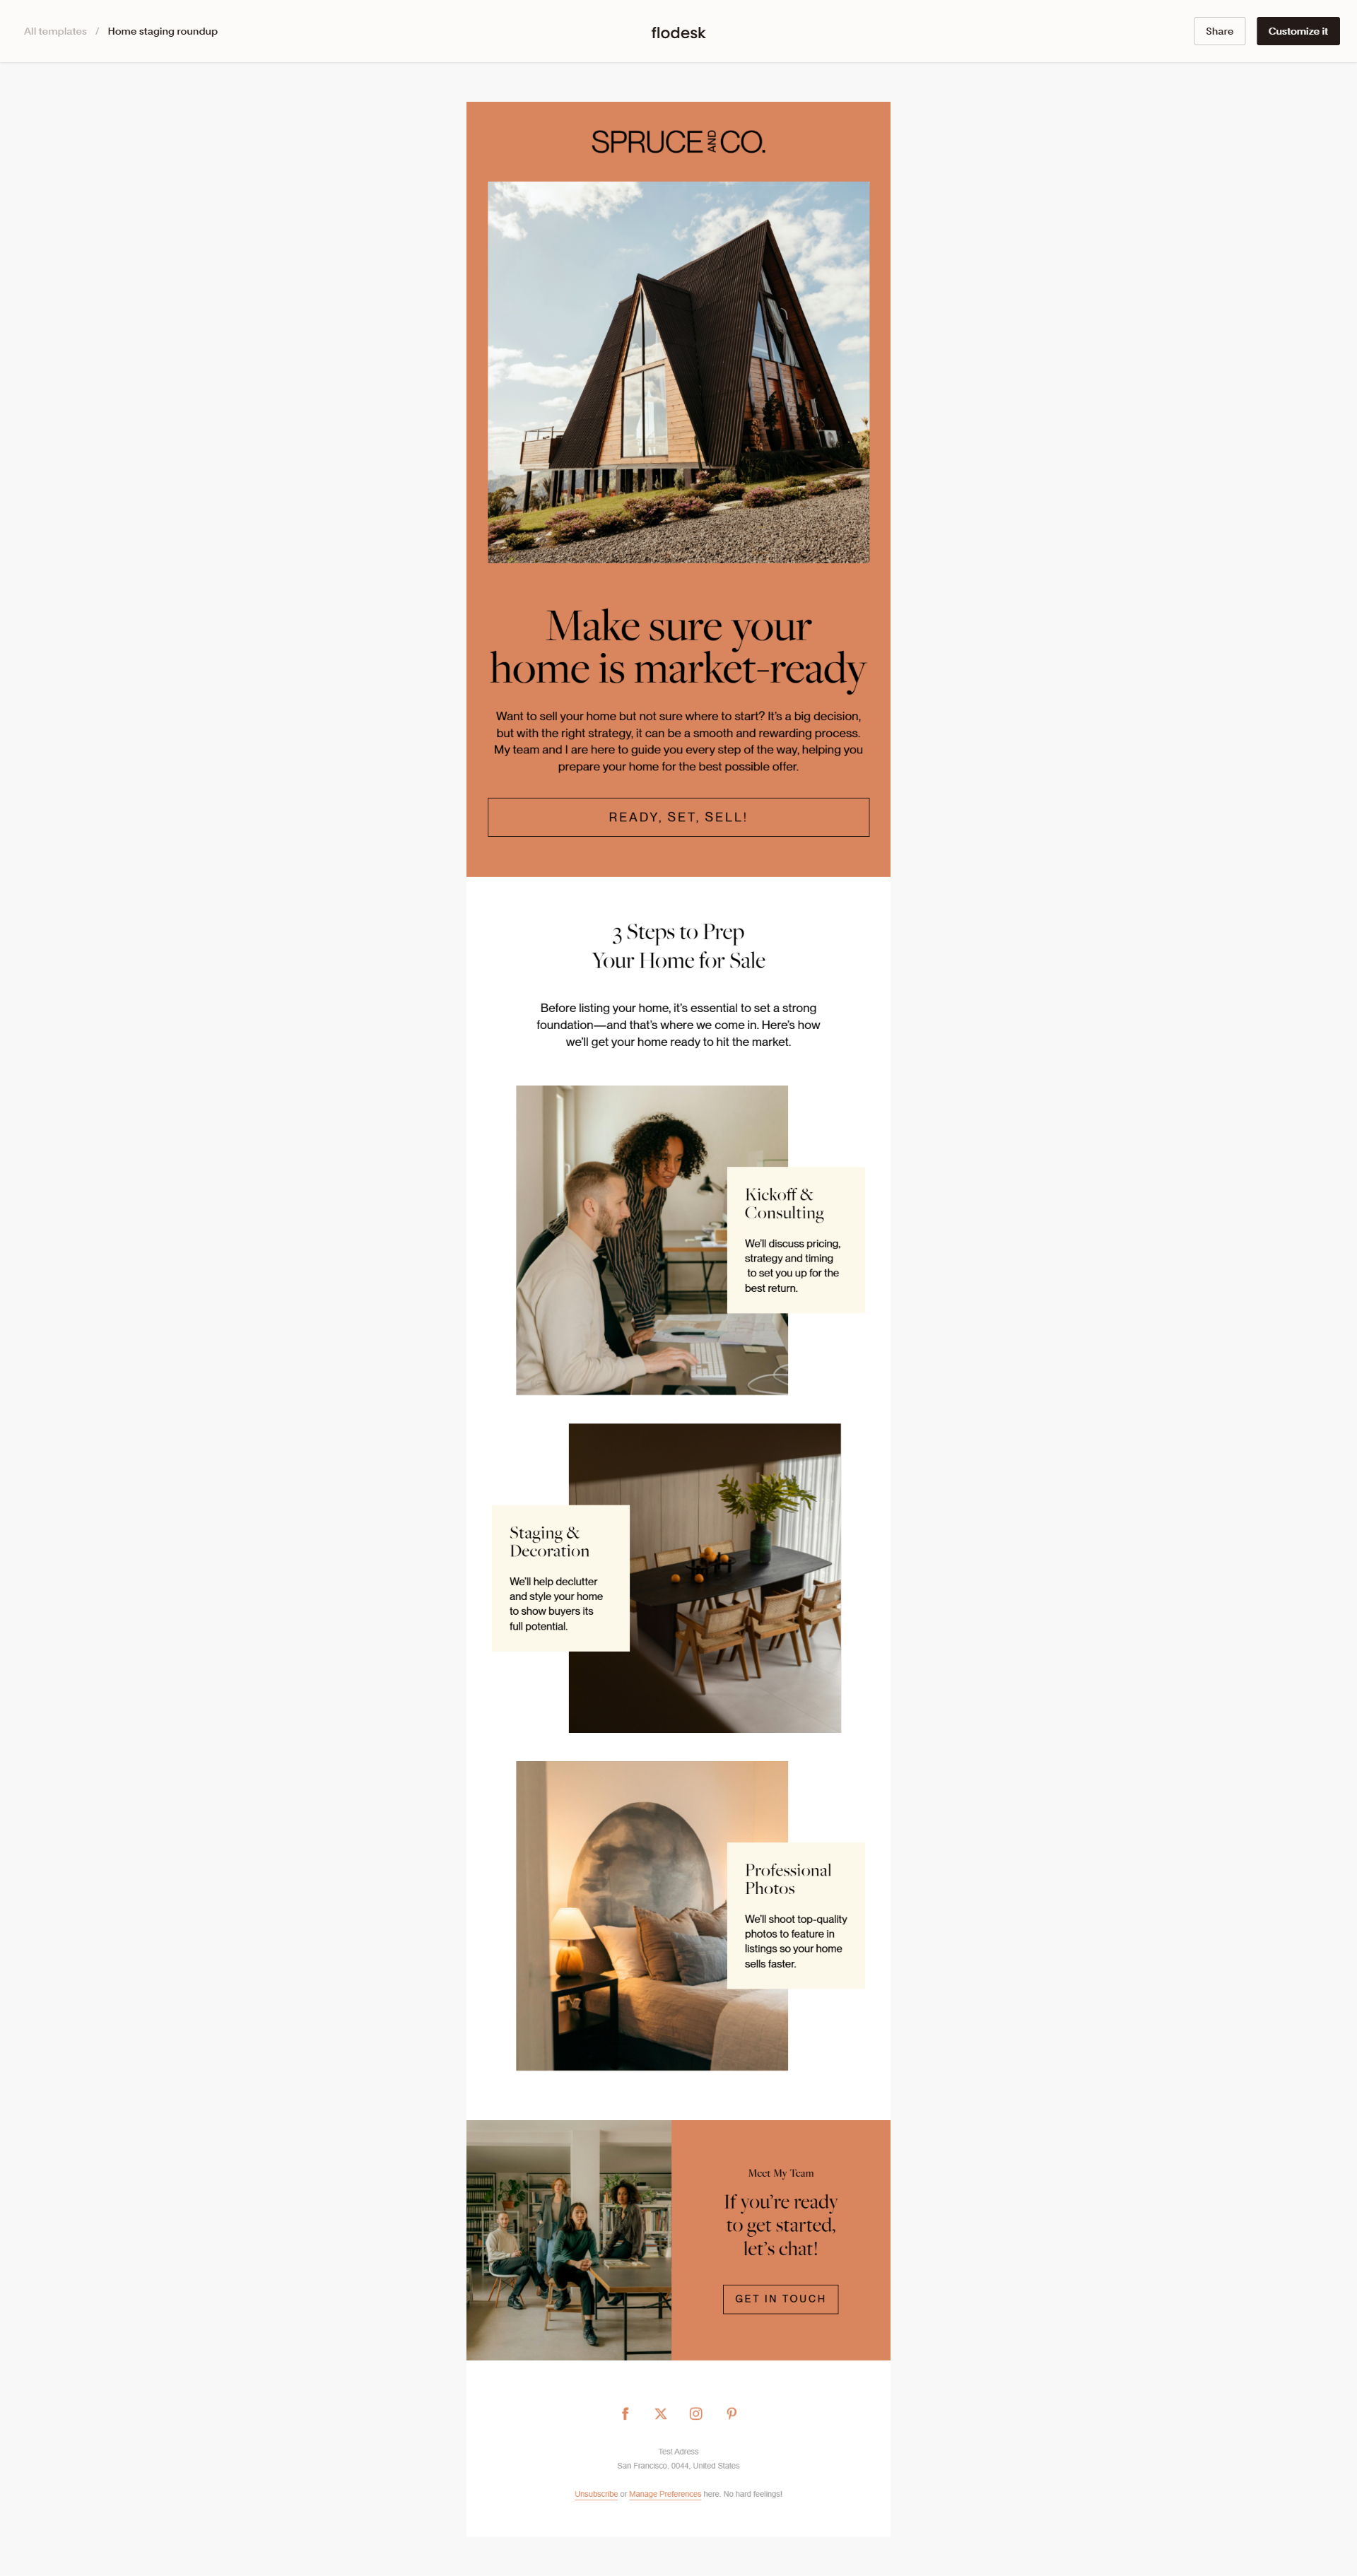 All templates / Home staging roundup
flodesk
Share
Customize it
SPRUCE AND CO.
Make sure your
home is market-ready
Want to sell your home but not sure where to start? It's a big decision,
but with the right strategy, it can be a smooth and rewarding process.
My team and I are here to guide you every step of the way, helping you
prepare your home for the best possible offer.
READY, SET, SELL!
3 Steps to Prep
Your Home for Sale
Before listing your home, it's essential to set a strong
foundation—and that's where we come in. Here's how
we'll get your home ready to hit the market.
Kickoff &
Consulting
We'll discuss pricing,
strategy and timing
to set you up for the
best return.
Staging &
Decoration
We'll help declutter
and style your home
to show buyers its
full potential.
Professional
Photos
We'll shoot top-quality
photos to feature in
listings so your home
sells faster.
Meet My Team
If you're ready
to get started,
let's chat!
GET IN TOUCH
Test Adress
San Francisco, 0044, United States
Unsubscribe or Manage Preferences here. No hard feelings!